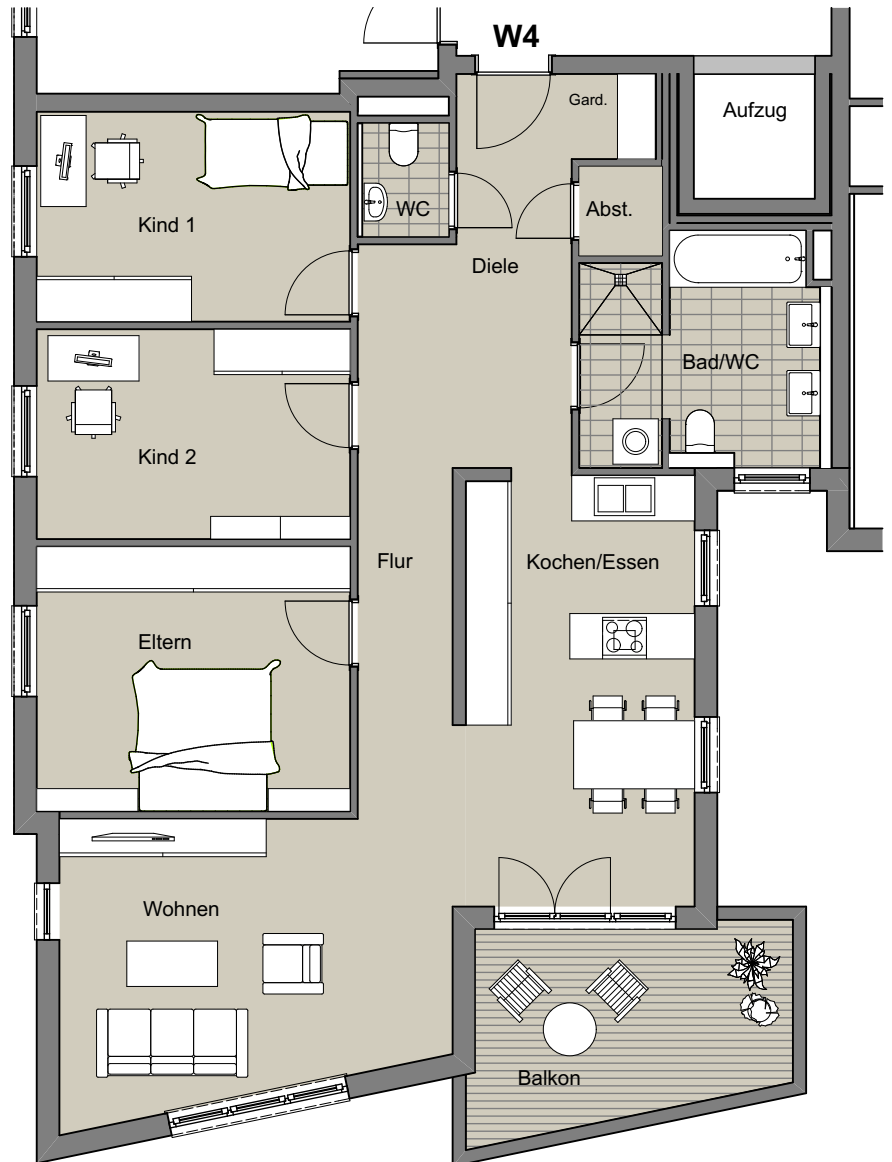 W4
Gard.
Aufzug
Kind 1
WC
Abst.
Diele
Bad/WC
Kind 2
Flur
Kochen/Essen
Eltern
Wohnen
Balkon